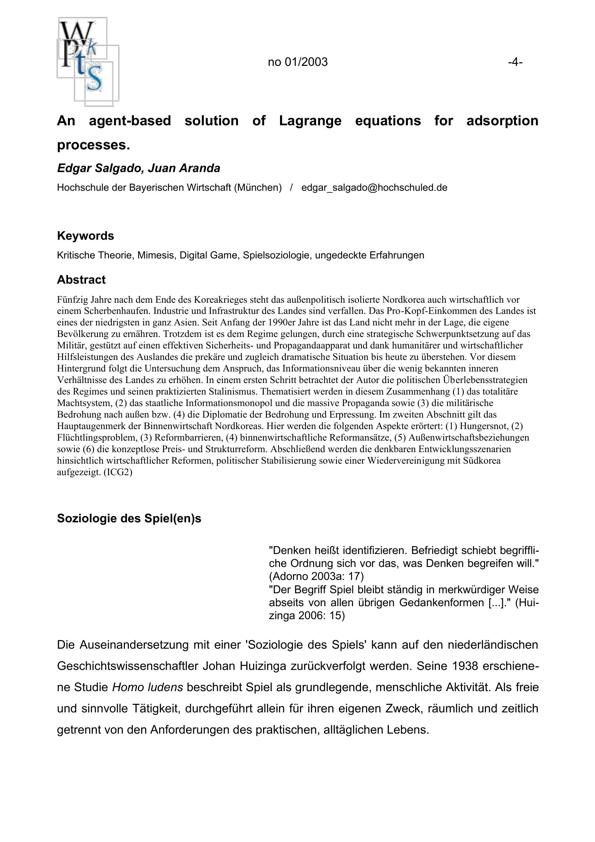 W
P k
t s
S
no 01/2003 -4-
An agent-based solution of Lagrange equations for adsorption
processes.
Edgar Salgado, Juan Aranda
Hochschule der Bayerischen Wirtschaft (München) / edgar_salgado@hochschuled.de
Keywords
Kritische Theorie, Mimesis, Digital Game, Spielsoziologie, ungedeckte Erfahrungen
Abstract
Fünfzig Jahre nach dem Ende des Koreakrieges steht das außenpolitisch isolierte Nordkorea auch wirtschaftlich vor
einem Scherbenhaufen. Industrie und Infrastruktur des Landes sind verfallen. Das Pro-Kopf-Einkommen des Landes ist
eines der niedrigsten in ganz Asien. Seit Anfang der 1990er Jahre ist das Land nicht mehr in der Lage, die eigene
Bevölkerung zu ernähren. Trotzdem ist es dem Regime gelungen, durch eine strategische Schwerpunktsetzung auf das
Militär, gestützt auf einen effektiven Sicherheits- und Propagandaapparat und dank humanitärer und wirtschaftlicher
Hilfsleistungen des Auslandes die prekäre und zugleich dramatische Situation bis heute zu überstehen. Vor diesem
Hintergrund folgt die Untersuchung dem Anspruch, das Informationsniveau über die wenig bekannten inneren
Verhältnisse des Landes zu erhöhen. In einem ersten Schritt betrachtet der Autor die politischen Überlebensstrategien
des Regimes und seinen praktizierten Stalinismus. Thematisiert werden in diesem Zusammenhang (1) das totalitäre
Machtsystem, (2) das staatliche Informationsmonopol und die massive Propaganda sowie (3) die militärische
Bedrohung nach außen bzw. (4) die Diplomatie der Bedrohung und Erpressung. Im zweiten Abschnitt gilt das
Hauptaugenmerk der Binnenwirtschaft Nordkoreas. Hier werden die folgenden Aspekte erörtert: (1) Hungersnot, (2)
Flüchtlingsproblem, (3) Reformbarrieren, (4) binnenwirtschaftliche Reformansätze, (5) Außenwirtschaftsbeziehungen
sowie (6) die konzeptlose Preis- und Strukturreform. Abschließend werden die denkbaren Entwicklungsszenarien
hinsichtlich wirtschaftlicher Reformen, politischer Stabilisierung sowie einer Wiedervereinigung mit Südkorea
aufgezeigt. (ICG2)
Soziologie des Spiel(en)s
"Denken heißt identifizieren. Befriedigt schiebt begriffli-
che Ordnung sich vor das, was Denken begreifen will."
(Adorno 2003a: 17)
"Der Begriff Spiel bleibt ständig in merkwürdiger Weise
abseits von allen übrigen Gedankenformen [...]." (Hui-
zinga 2006: 15)
Die Auseinandersetzung mit einer 'Soziologie des Spiels' kann auf den niederländischen
Geschichtswissenschaftler Johan Huizinga zurückverfolgt werden. Seine 1938 erschiene-
ne Studie Homo ludens beschreibt Spiel als grundlegende, menschliche Aktivität. Als freie
und sinnvolle Tätigkeit, durchgeführt allein für ihren eigenen Zweck, räumlich und zeitlich
getrennt von den Anforderungen des praktischen, alltäglichen Lebens.